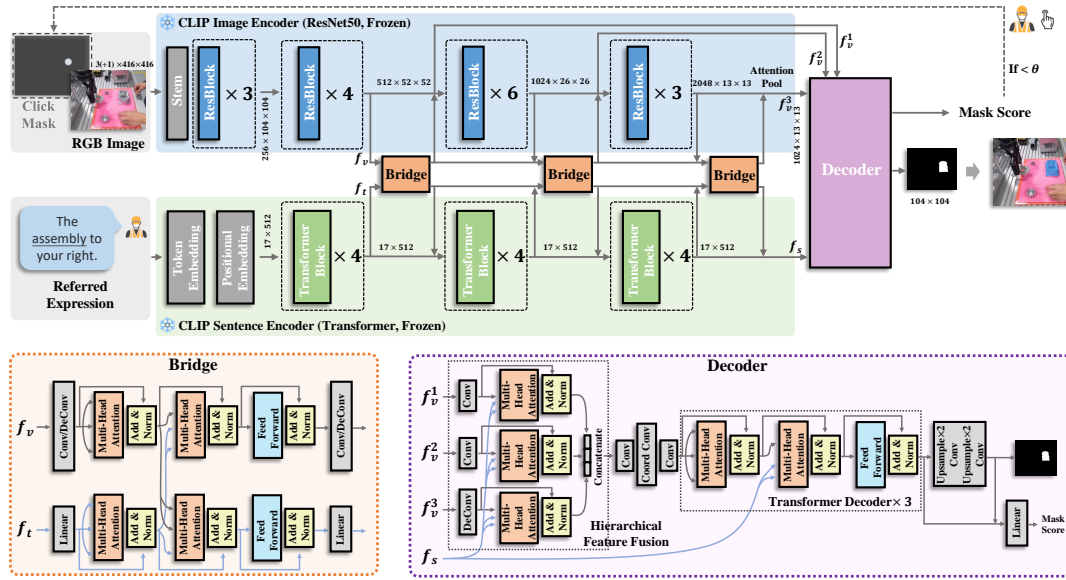 CLIP Image Encoder (ResNet50, Frozen)
3(+1) ×416×416
Click
Mask
RGB Image
Stem
ResBlock
× 3
256 × 104 × 104
ResBlock
× 4
512 × 52 × 52
ResBlock
× 6
1024 × 26 × 26
ResBlock
× 3
2048 × 13 × 13
Attention
Pool
f_v^1
f_v^2
f_v^3
1024 × 13 × 13
If < θ
Mask Score
Decoder
104 × 104
f_v
f_t
Bridge
Bridge
Bridge
The
assembly to
your right.
Referred
Expression
Token
Embedding
Positional
Embedding
17 × 512
Transformer
Block
× 4
17 × 512
Transformer
Block
× 4
17 × 512
Transformer
Block
× 4
17 × 512
f_s
CLIP Sentence Encoder (Transformer, Frozen)
Bridge
f_v
Conv/DeConv
Multi-Head
Attention
Add &
Norm
Multi-Head
Attention
Add &
Norm
Feed
Forward
Add &
Norm
Conv/DeConv
f_t
Linear
Multi-Head
Attention
Add &
Norm
Multi-Head
Attention
Add &
Norm
Feed
Forward
Add &
Norm
Linear
Decoder
f_v^1
Conv
Multi-
Head
Attention
Add &
Norm
f_v^2
Conv
Multi-
Head
Attention
Add &
Norm
f_v^3
DeConv
Multi-
Head
Attention
Add &
Norm
f_s
Concatenate
Hierarchical
Feature Fusion
Conv
Coord Conv
Conv
Multi-Head
Attention
Add &
Norm
Multi-Head
Attention
Add &
Norm
Feed
Forward
Add &
Norm
Transformer Decoder× 3
Upsample×2
Conv
Upsample×2
Conv
Linear
Mask
Score